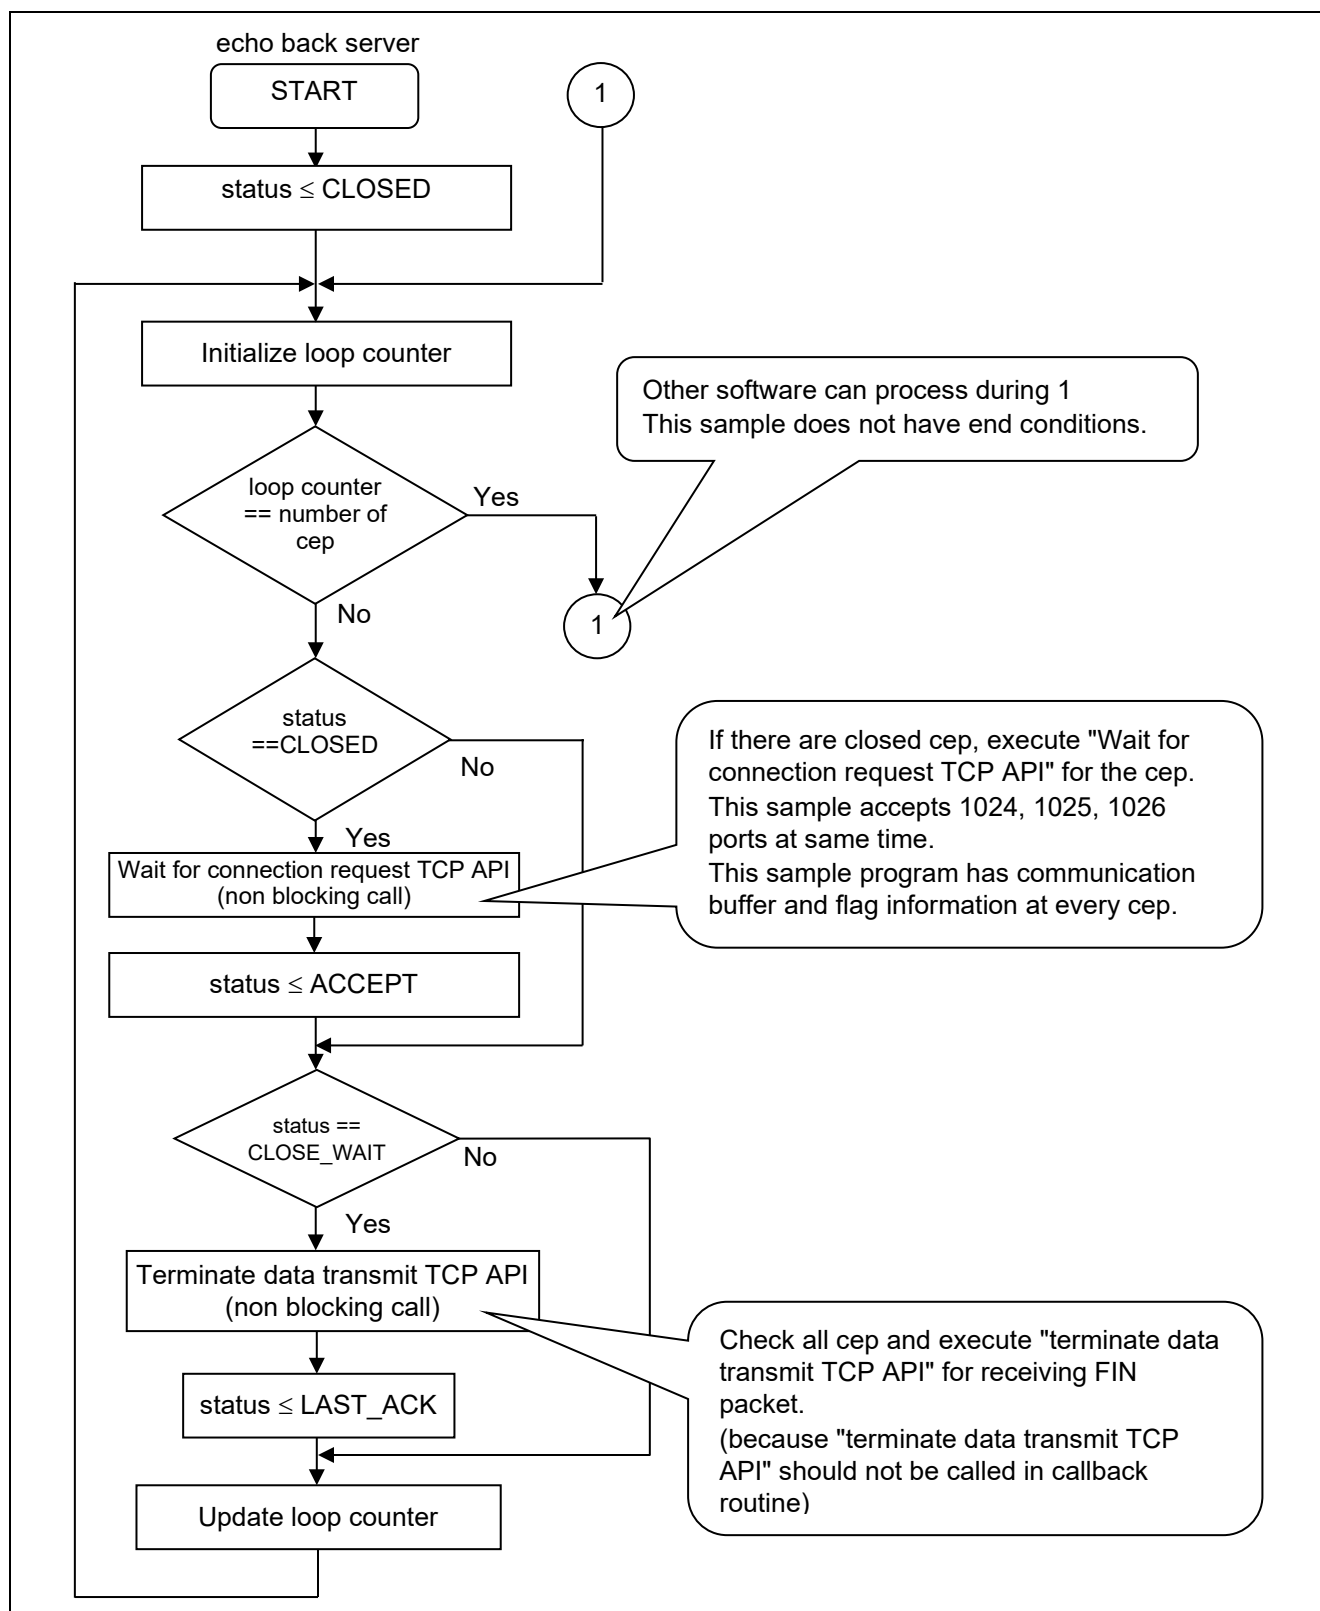 echo back server
START
1
status ≤ CLOSED
Initialize loop counter
Other software can process during 1
This sample does not have end conditions.
loop counter
== number of
cep
Yes
1
No
status
==CLOSED
No
Yes
If there are closed cep, execute "Wait for
connection request TCP API" for the cep.
This sample accepts 1024, 1025, 1026
ports at same time.
This sample program has communication
buffer and flag information at every cep.
Wait for connection request TCP API
(non blocking call)
status ≤ ACCEPT
status ==
CLOSE_WAIT
No
Yes
Terminate data transmit TCP API
(non blocking call)
Check all cep and execute "terminate data
transmit TCP API" for receiving FIN
packet.
(because "terminate data transmit TCP
API" should not be called in callback
routine)
status ≤ LAST_ACK
Update loop counter